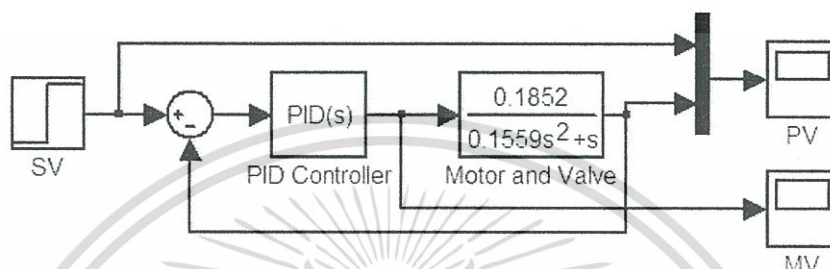 0.1852
0.1559s²+s
PID(s)
+
−
SV
PID Controller
Motor and Valve
PV
MV